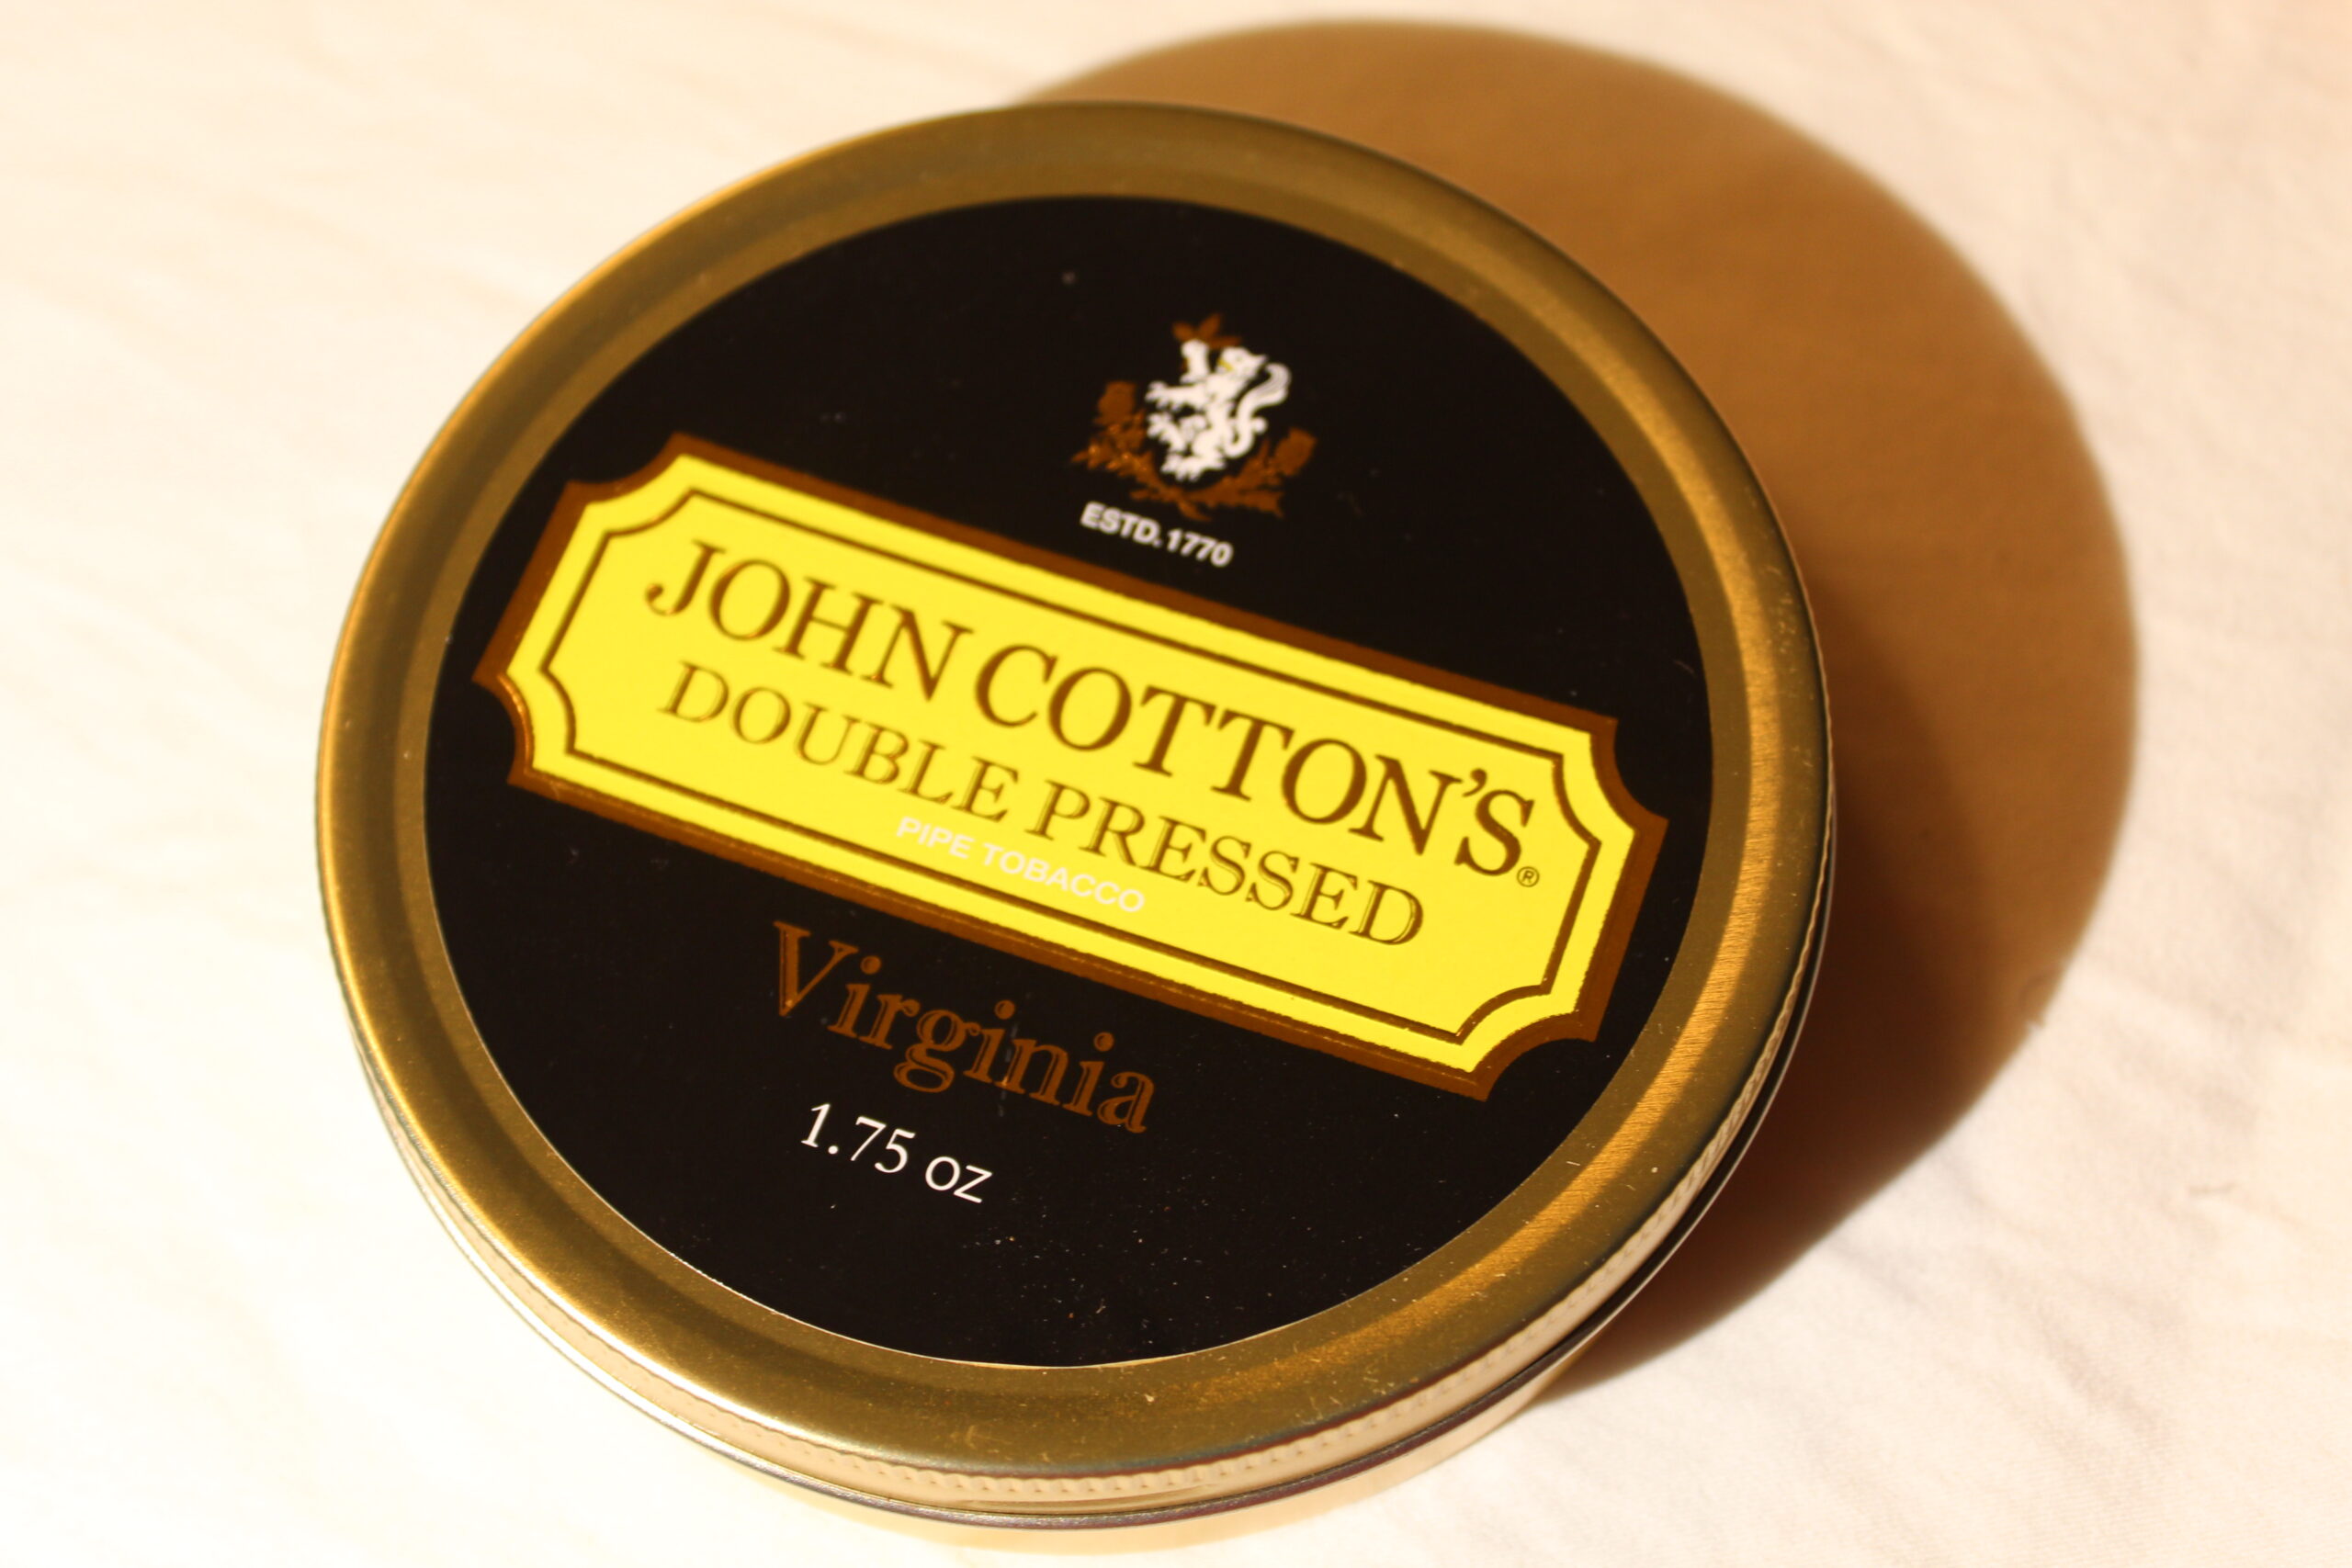 ESTD. 1770
JOHN COTTON'S®
DOUBLE PRESSED
PIPE TOBACCO
Virginia
1.75 OZ